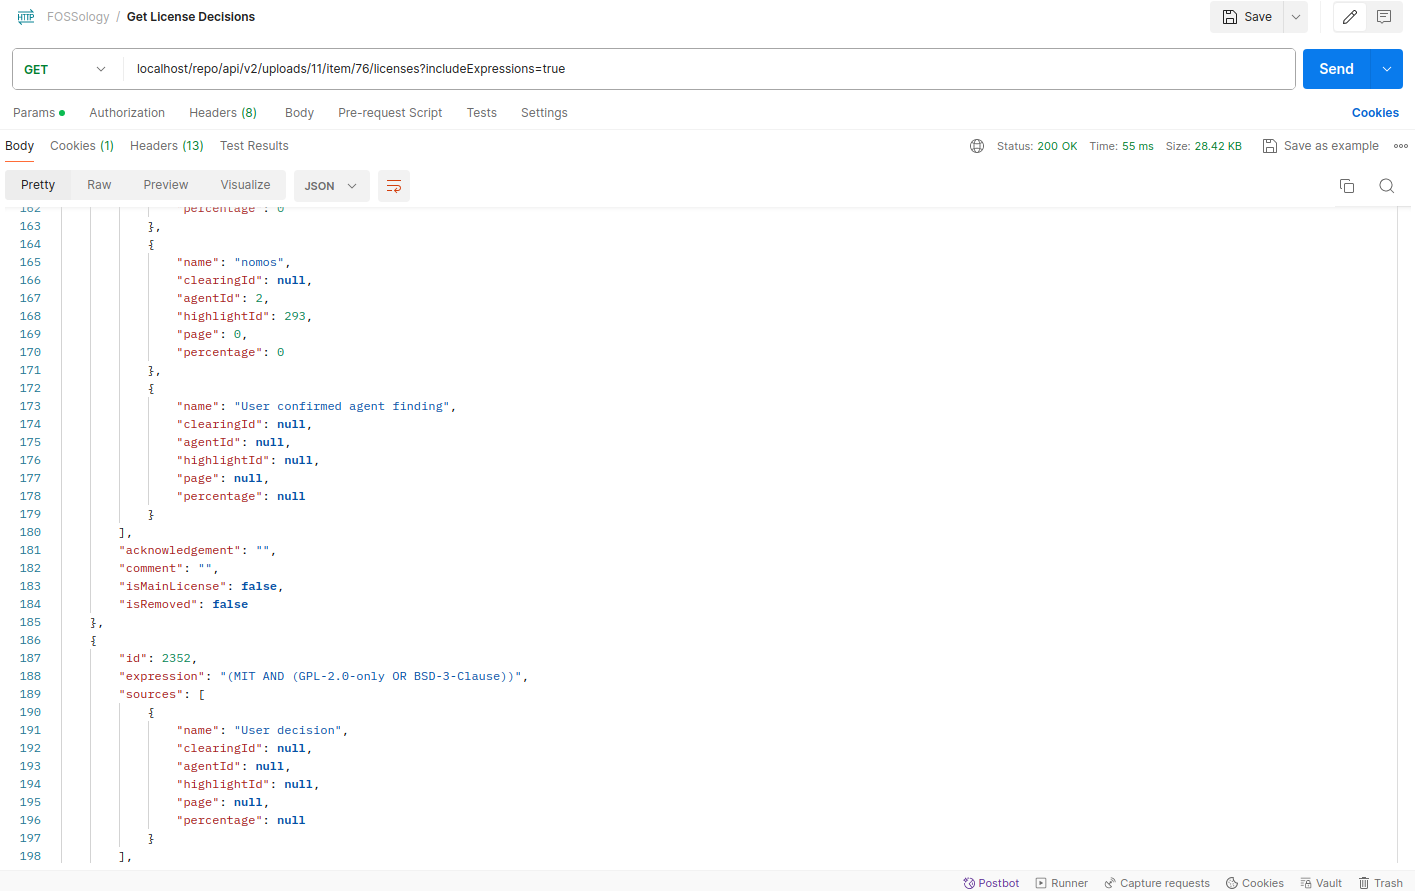 HTTP FOSSology / Get License Decisions Save
GET localhost/repo/api/v2/uploads/11/item/76/licenses?includeExpressions=true Send
Params Authorization Headers (8) Body Pre-request Script Tests Settings Cookies
Body Cookies (1) Headers (13) Test Results Status: 200 OK Time: 55 ms Size: 28.42 KB Save as example
Pretty Raw Preview Visualize JSON
162 "percentage": 0
163 },
164 {
165 "name": "nomos",
166 "clearingId": null,
167 "agentId": 2,
168 "highlightId": 293,
169 "page": 0,
170 "percentage": 0
171 },
172 {
173 "name": "User confirmed agent finding",
174 "clearingId": null,
175 "agentId": null,
176 "highlightId": null,
177 "page": null,
178 "percentage": null
179 }
180 ],
181 "acknowledgement": "",
182 "comment": "",
183 "isMainLicense": false,
184 "isRemoved": false
185 },
186 {
187 "id": 2352,
188 "expression": "(MIT AND (GPL-2.0-only OR BSD-3-Clause))",
189 "sources": [
190 {
191 "name": "User decision",
192 "clearingId": null,
193 "agentId": null,
194 "highlightId": null,
195 "page": null,
196 "percentage": null
197 }
198 ],
Postbot Runner Capture requests Cookies Vault Trash